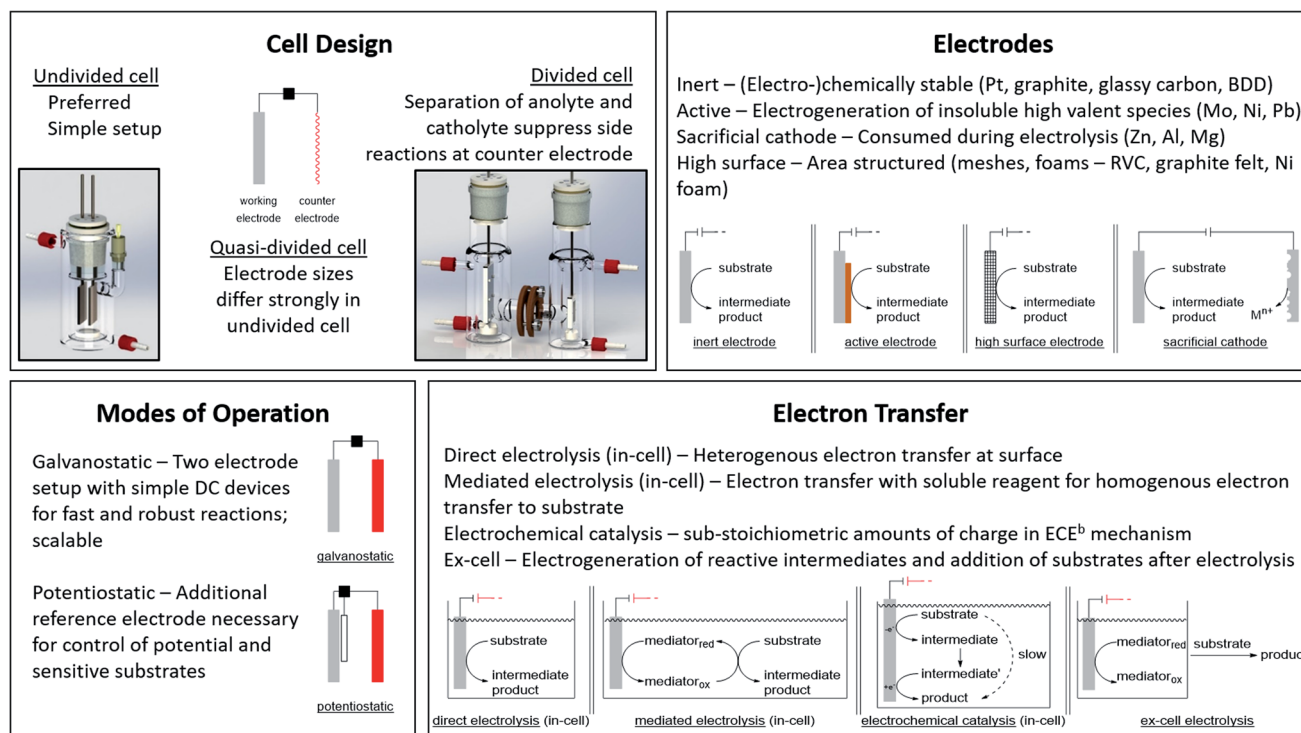 Cell Design
Undivided cell
Preferred
Simple setup
working
electrode
counter
electrode
Quasi-divided cell
Electrode sizes
differ strongly in
undivided cell
Divided cell
Separation of anolyte and
catholyte suppress side
reactions at counter electrode
Electrodes
Inert – (Electro-)chemically stable (Pt, graphite, glassy carbon, BDD)
Active – Electrogeneration of insoluble high valent species (Mo, Ni, Pb)
Sacrificial cathode – Consumed during electrolysis (Zn, Al, Mg)
High surface – Area structured (meshes, foams – RVC, graphite felt, Ni
foam)
substrate
intermediate
product
inert electrode
substrate
intermediate
product
active electrode
substrate
intermediate
product
high surface electrode
substrate
intermediate
product
Mⁿ⁺
sacrificial cathode
Modes of Operation
Galvanostatic – Two electrode
setup with simple DC devices
for fast and robust reactions;
scalable
galvanostatic
Potentiostatic – Additional
reference electrode necessary
for control of potential and
sensitive substrates
potentiostatic
Electron Transfer
Direct electrolysis (in-cell) – Heterogenous electron transfer at surface
Mediated electrolysis (in-cell) – Electron transfer with soluble reagent for homogenous electron
transfer to substrate
Electrochemical catalysis – sub-stoichiometric amounts of charge in ECEᵇ mechanism
Ex-cell – Electrogeneration of reactive intermediates and addition of substrates after electrolysis
substrate
intermediate
product
direct electrolysis (in-cell)
mediator_red
mediator_ox
substrate
intermediate
product
mediated electrolysis (in-cell)
substrate
-e⁻
intermediate
slow
intermediate'
+e⁻
product
electrochemical catalysis (in-cell)
mediator_red
mediator_ox
substrate
product
ex-cell electrolysis